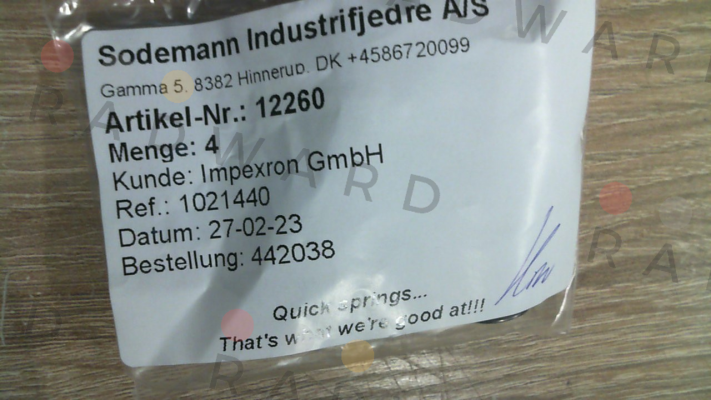 Sodemann Industrifjedre A/S
Gamma 5. 8382 Hinnerup. DK +4586720099
Artikel-Nr.: 12260
Menge: 4
Kunde: Impexron GmbH
Ref.: 1021440
Datum: 27-02-23
Bestellung: 442038
Quick springs...
That's what we're good at!!!
RADWARD